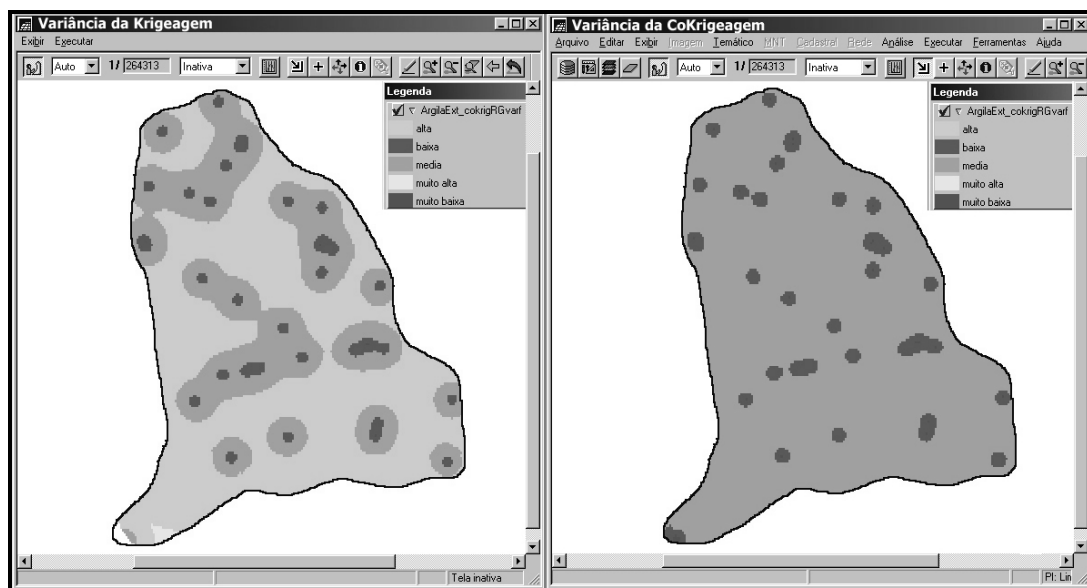 Variância da Krigeagem
Exibir Executar
Auto 1/ 264313 Inativa
Legenda
ArgilaExt_cokrigRGvarf
alta
baixa
media
muito alta
muito baixa
Tela inativa
Variância da CoKrigeagem
Arquivo Editar Exibir Imagem Temático MNT Cadastral Rede Análise Executar Ferramentas Ajuda
Auto 1/ 264313 Inativa
Legenda
ArgilaExt_cokrigRGvarf
alta
baixa
media
muito alta
muito baixa
PI: Lin